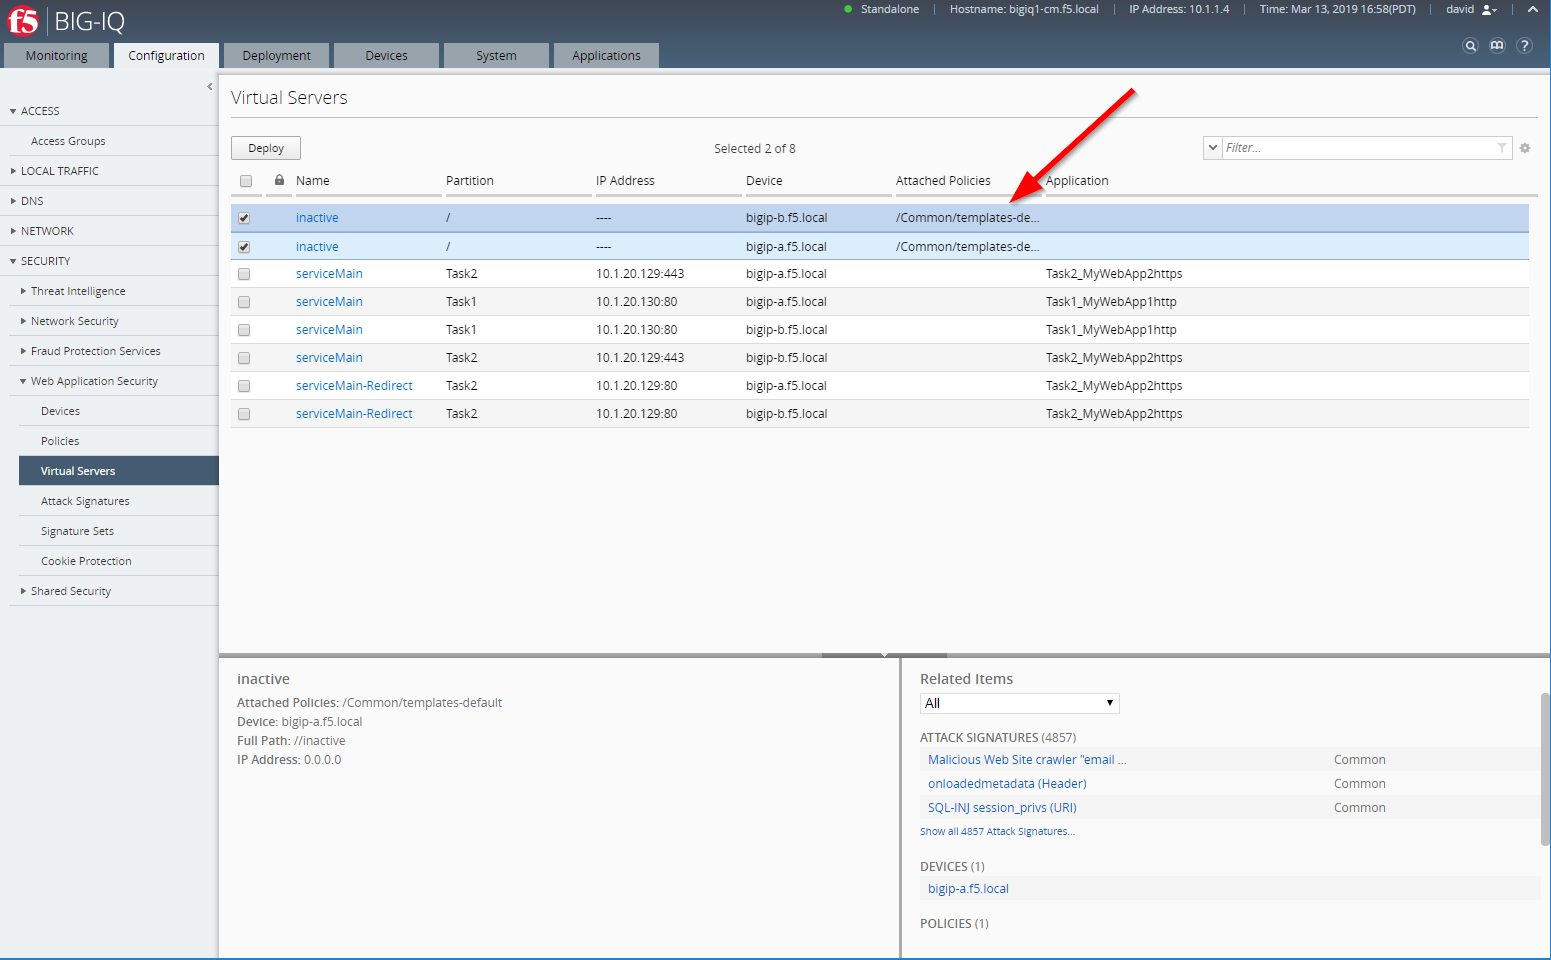 f5 BIG-IQ
Standalone Hostname: bigiq1-cm.f5.local IP Address: 10.1.1.4 Time: Mar 13, 2019 16:58(PDT) david
Monitoring Configuration Deployment Devices System Applications
ACCESS
Access Groups
LOCAL TRAFFIC
DNS
NETWORK
SECURITY
Threat Intelligence
Network Security
Fraud Protection Services
Web Application Security
Devices
Policies
Virtual Servers
Attack Signatures
Signature Sets
Cookie Protection
Shared Security
Virtual Servers
Deploy Selected 2 of 8 Filter...
Name Partition IP Address Device Attached Policies Application
inactive / ---- bigip-b.f5.local /Common/templates-de...
inactive / ---- bigip-a.f5.local /Common/templates-de...
serviceMain Task2 10.1.20.129:443 bigip-a.f5.local Task2_MyWebApp2https
serviceMain Task1 10.1.20.130:80 bigip-a.f5.local Task1_MyWebApp1http
serviceMain Task1 10.1.20.130:80 bigip-b.f5.local Task1_MyWebApp1http
serviceMain Task2 10.1.20.129:443 bigip-b.f5.local Task2_MyWebApp2https
serviceMain-Redirect Task2 10.1.20.129:80 bigip-a.f5.local Task2_MyWebApp2https
serviceMain-Redirect Task2 10.1.20.129:80 bigip-b.f5.local Task2_MyWebApp2https
inactive
Attached Policies: /Common/templates-default
Device: bigip-a.f5.local
Full Path: //inactive
IP Address: 0.0.0.0
Related Items
All
ATTACK SIGNATURES (4857)
Malicious Web Site crawler "email ... Common
onloadedmetadata (Header) Common
SQL-INJ session_privs (URI) Common
Show all 4857 Attack Signatures...
DEVICES (1)
bigip-a.f5.local
POLICIES (1)